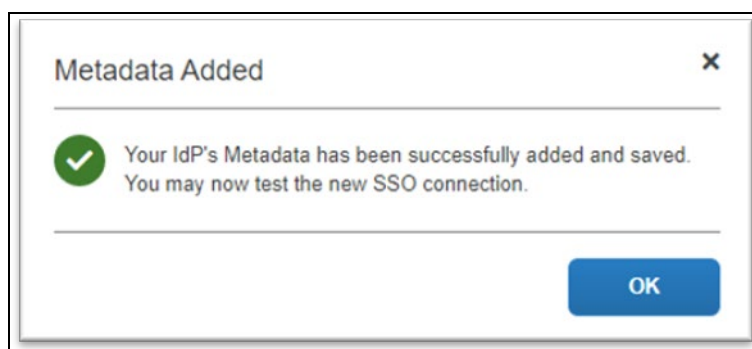 Metadata Added
Your IdP's Metadata has been successfully added and saved.
You may now test the new SSO connection.
OK